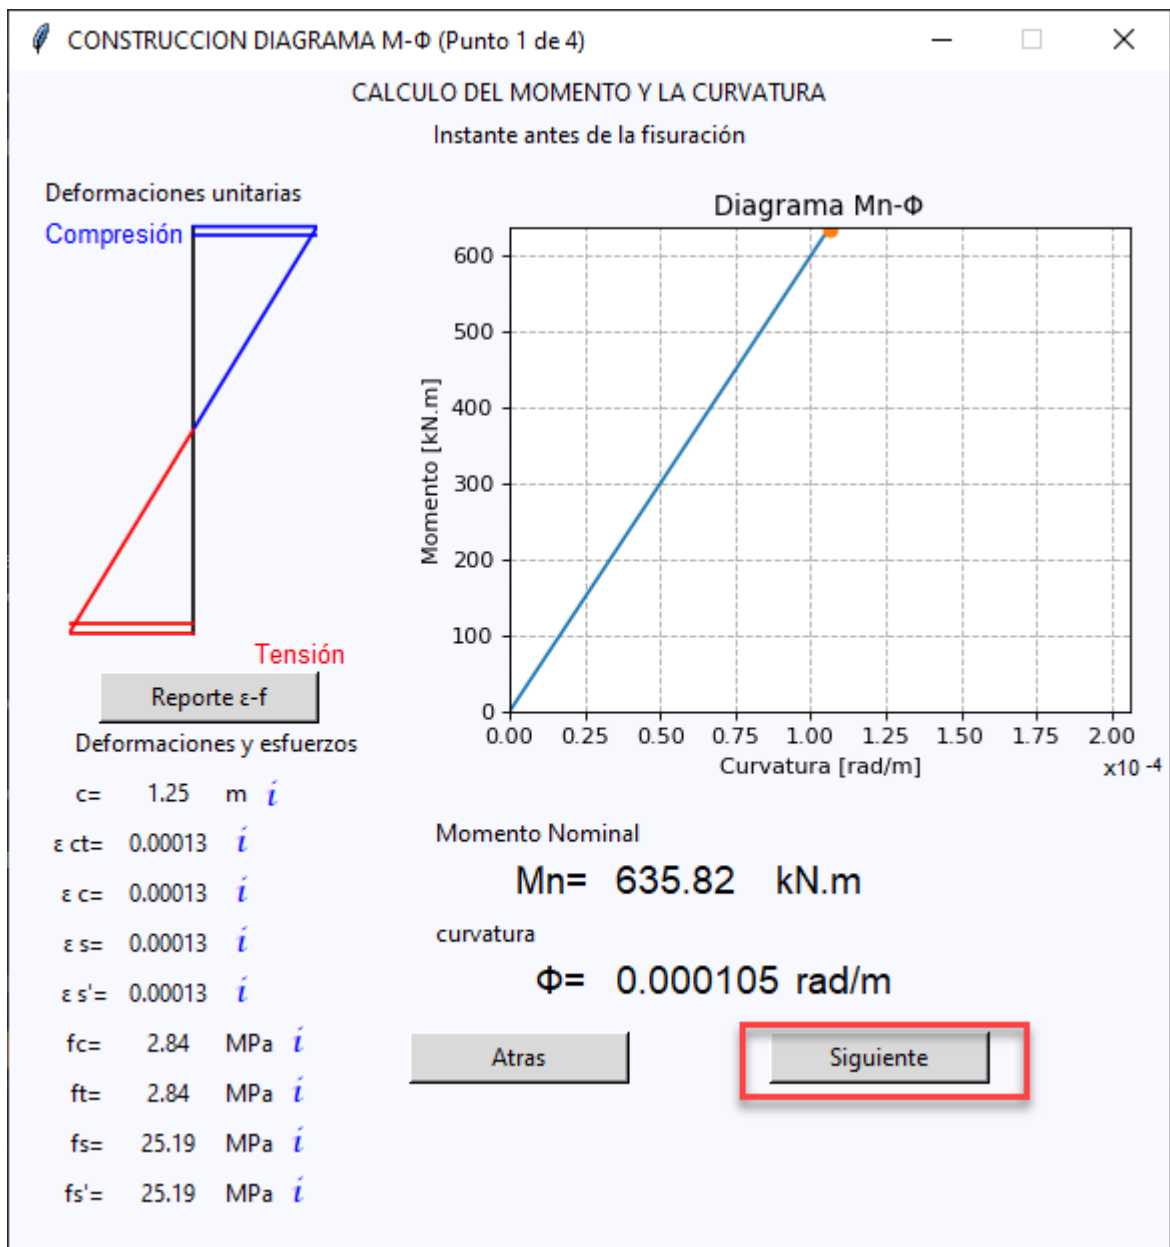 CONSTRUCCION DIAGRAMA M-Φ (Punto 1 de 4)
CALCULO DEL MOMENTO Y LA CURVATURA
Instante antes de la fisuración
Deformaciones unitarias
Compresión
Tensión
Reporte ε-f
Diagrama Mn-Φ
Momento [kN.m]
600
500
400
300
200
100
0
0.00 0.25 0.50 0.75 1.00 1.25 1.50 1.75 2.00
Curvatura [rad/m]
x10 -4
Deformaciones y esfuerzos
c= 1.25 m i
ε ct= 0.00013 i
ε c= 0.00013 i
ε s= 0.00013 i
ε s'= 0.00013 i
fc= 2.84 MPa i
ft= 2.84 MPa i
fs= 25.19 MPa i
fs'= 25.19 MPa i
Momento Nominal
Mn= 635.82 kN.m
curvatura
Φ= 0.000105 rad/m
Atras
Siguiente